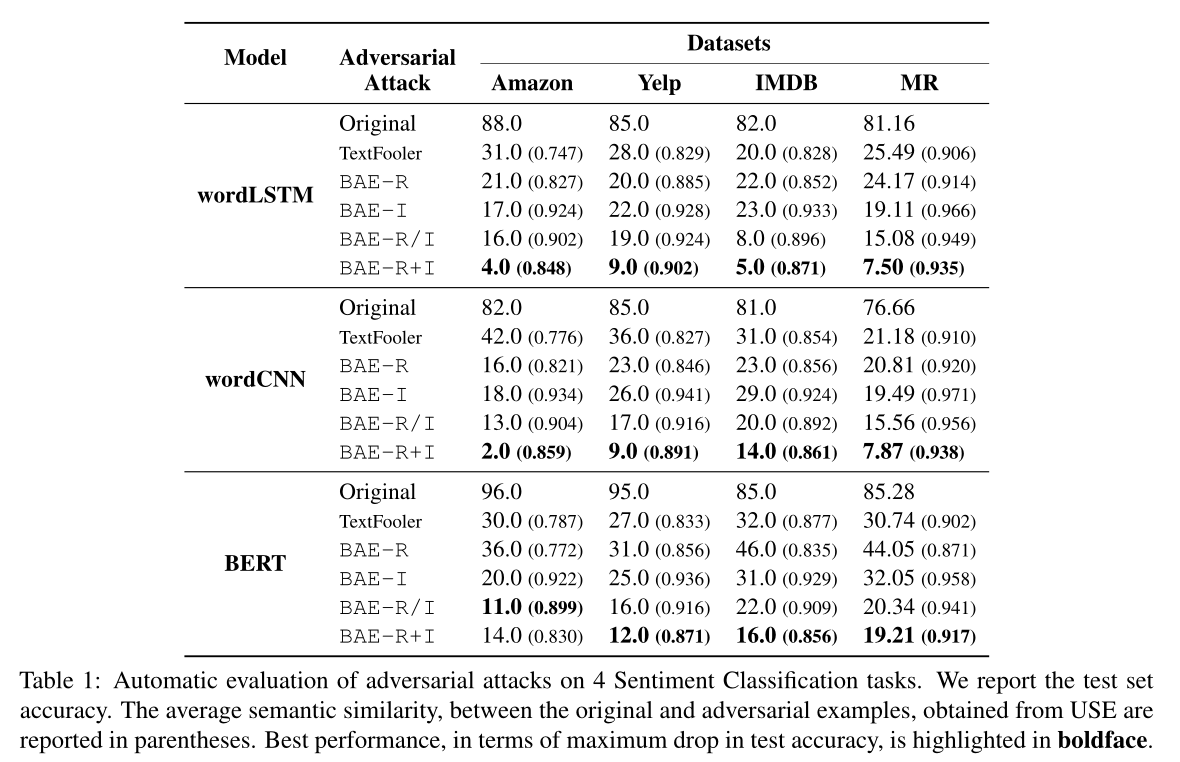 Model Adversarial Attack Datasets
Amazon Yelp IMDB MR
wordLSTM
Original 88.0 85.0 82.0 81.16
TextFooler 31.0 (0.747) 28.0 (0.829) 20.0 (0.828) 25.49 (0.906)
BAE-R 21.0 (0.827) 20.0 (0.885) 22.0 (0.852) 24.17 (0.914)
BAE-I 17.0 (0.924) 22.0 (0.928) 23.0 (0.933) 19.11 (0.966)
BAE-R/I 16.0 (0.902) 19.0 (0.924) 8.0 (0.896) 15.08 (0.949)
BAE-R+I 4.0 (0.848) 9.0 (0.902) 5.0 (0.871) 7.50 (0.935)
wordCNN
Original 82.0 85.0 81.0 76.66
TextFooler 42.0 (0.776) 36.0 (0.827) 31.0 (0.854) 21.18 (0.910)
BAE-R 16.0 (0.821) 23.0 (0.846) 23.0 (0.856) 20.81 (0.920)
BAE-I 18.0 (0.934) 26.0 (0.941) 29.0 (0.924) 19.49 (0.971)
BAE-R/I 13.0 (0.904) 17.0 (0.916) 20.0 (0.892) 15.56 (0.956)
BAE-R+I 2.0 (0.859) 9.0 (0.891) 14.0 (0.861) 7.87 (0.938)
BERT
Original 96.0 95.0 85.0 85.28
TextFooler 30.0 (0.787) 27.0 (0.833) 32.0 (0.877) 30.74 (0.902)
BAE-R 36.0 (0.772) 31.0 (0.856) 46.0 (0.835) 44.05 (0.871)
BAE-I 20.0 (0.922) 25.0 (0.936) 31.0 (0.929) 32.05 (0.958)
BAE-R/I 11.0 (0.899) 16.0 (0.916) 22.0 (0.909) 20.34 (0.941)
BAE-R+I 14.0 (0.830) 12.0 (0.871) 16.0 (0.856) 19.21 (0.917)
Table 1: Automatic evaluation of adversarial attacks on 4 Sentiment Classification tasks. We report the test set
accuracy. The average semantic similarity, between the original and adversarial examples, obtained from USE are
reported in parentheses. Best performance, in terms of maximum drop in test accuracy, is highlighted in boldface.